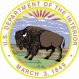 U.S. DEPARTMENT OF THE INTERIOR
MARCH 3, 1849